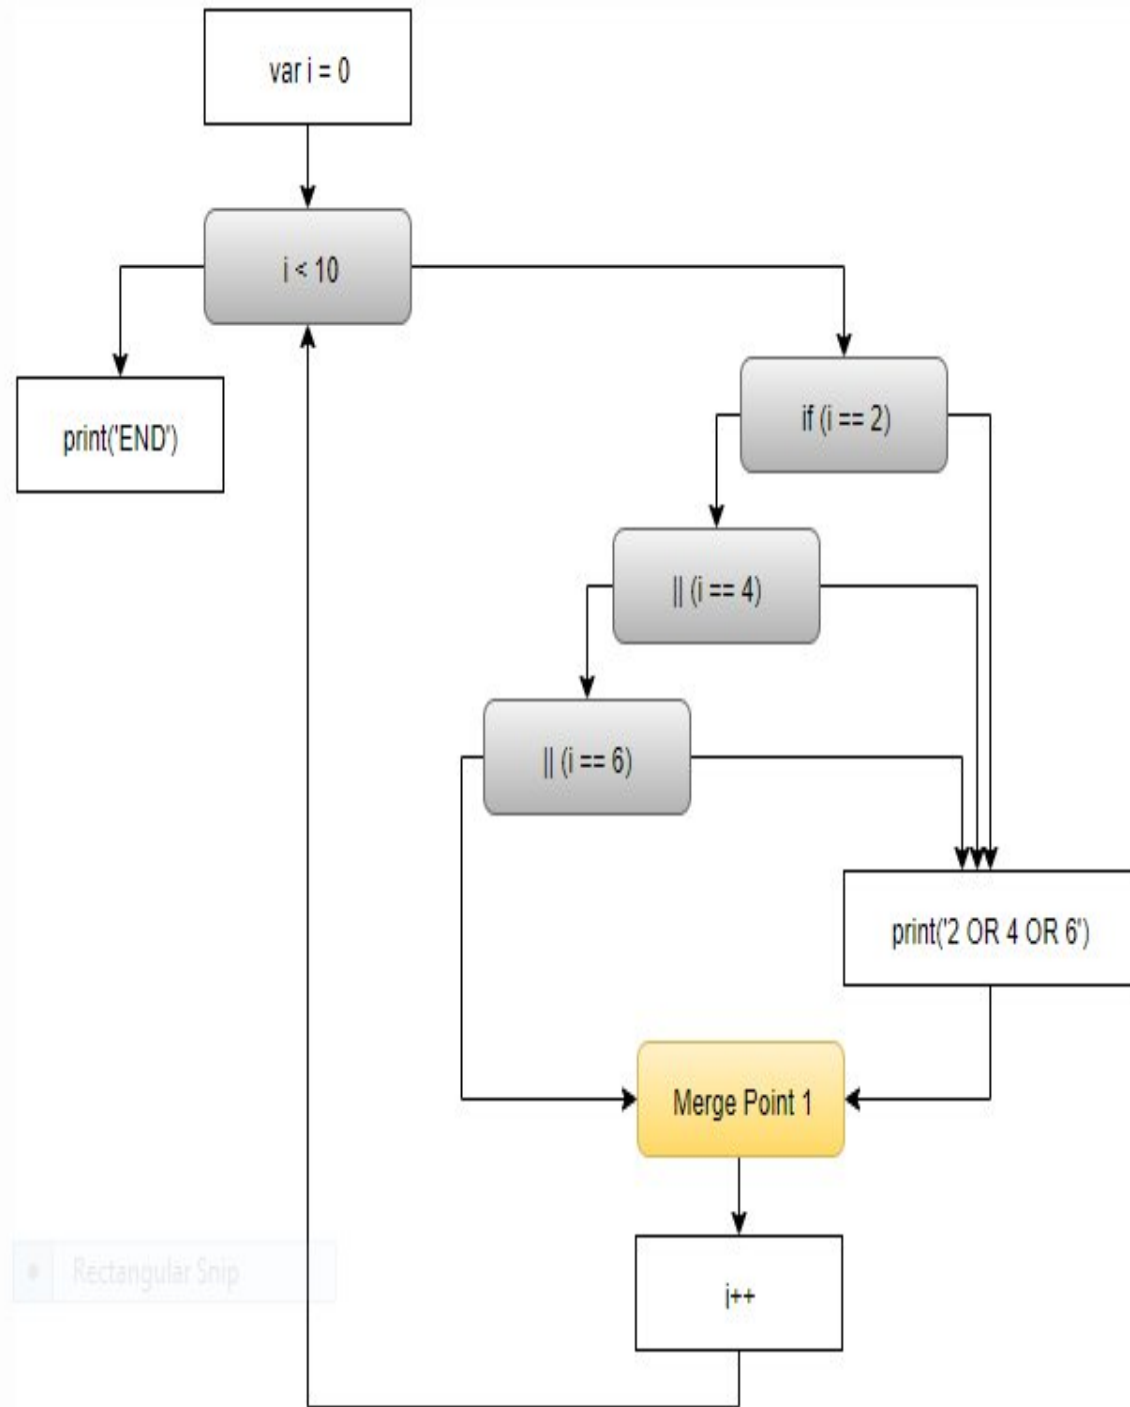 var i = 0
i < 10
print('END')
if (i == 2)
|| (i == 4)
|| (i == 6)
print('2 OR 4 OR 6')
Merge Point 1
i++
Rectangular Snip